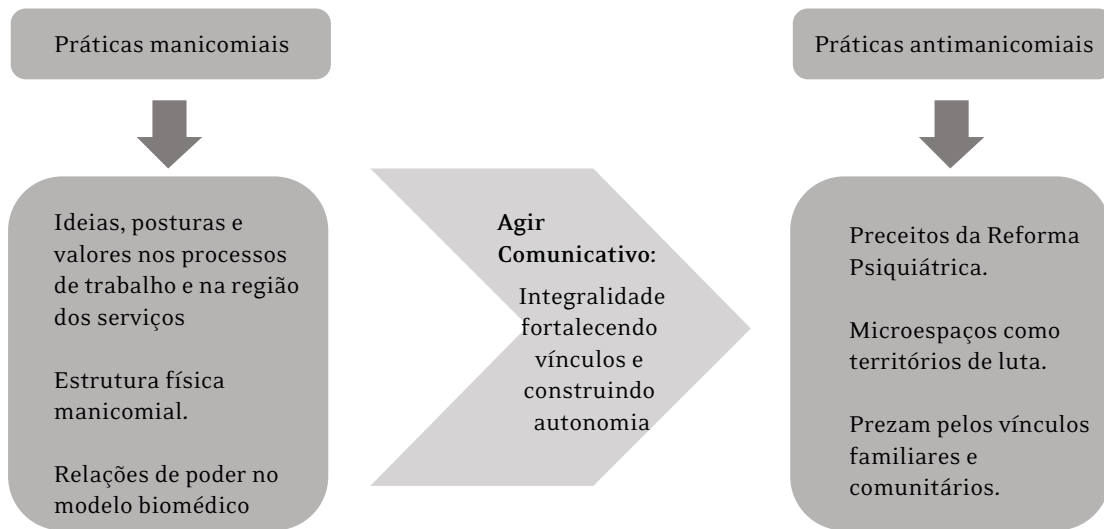 Práticas manicomiais
Ideias, posturas e
valores nos processos
de trabalho e na região
dos serviços
Estrutura física
manicomial.
Relações de poder no
modelo biomédico
Agir
Comunicativo:
Integralidade
fortalecendo
vínculos e
construindo
autonomia
Práticas antimanicomiais
Preceitos da Reforma
Psiquiátrica.
Microespaços como
territórios de luta.
Prezam pelos vínculos
familiares e
comunitários.